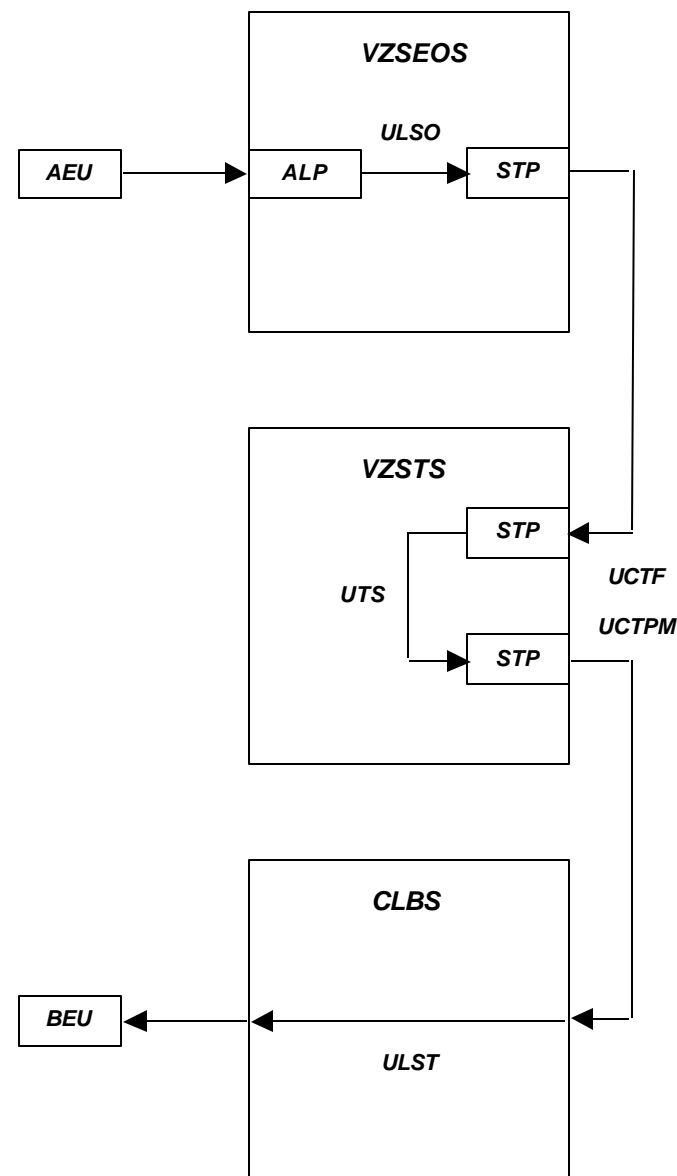 VZSEOS
ULSO
AEU
ALP
STP
VZSTS
STP
UCTF
UTS
UCTPM
STP
CLBS
BEU
ULST